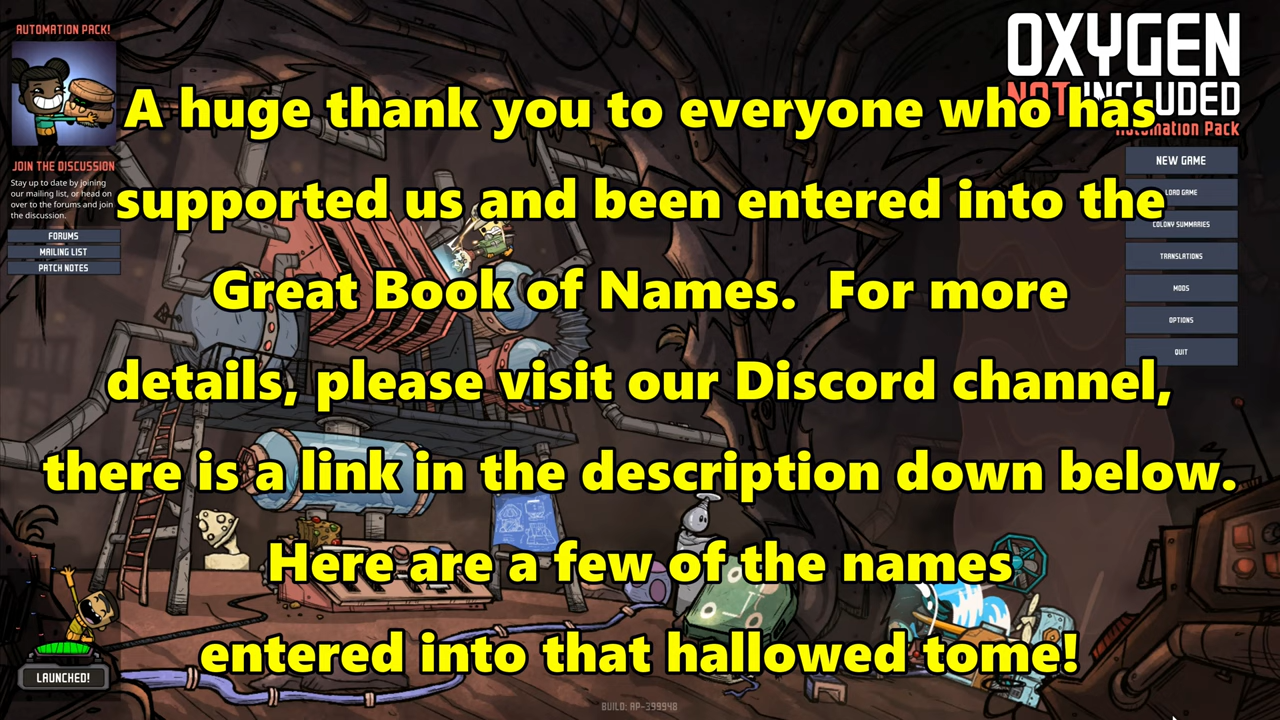 AUTOMATION PACK!
JOIN THE DISCUSSION
Stay up to date by joining
our mailing list, or head on
over to the forums and join
the discussion.
FORUMS
MAILING LIST
PATCH NOTES
OXYGEN
NOT INCLUDED
Automation Pack
NEW GAME
LOAD GAME
COLONY SUMMARIES
TRANSLATIONS
MODS
OPTIONS
QUIT
A huge thank you to everyone who has
supported us and been entered into the
Great Book of Names.  For more
details, please visit our Discord channel,
there is a link in the description down below.
Here are a few of the names
entered into that hallowed tome!
LAUNCHED!
BUILD: AP-399948